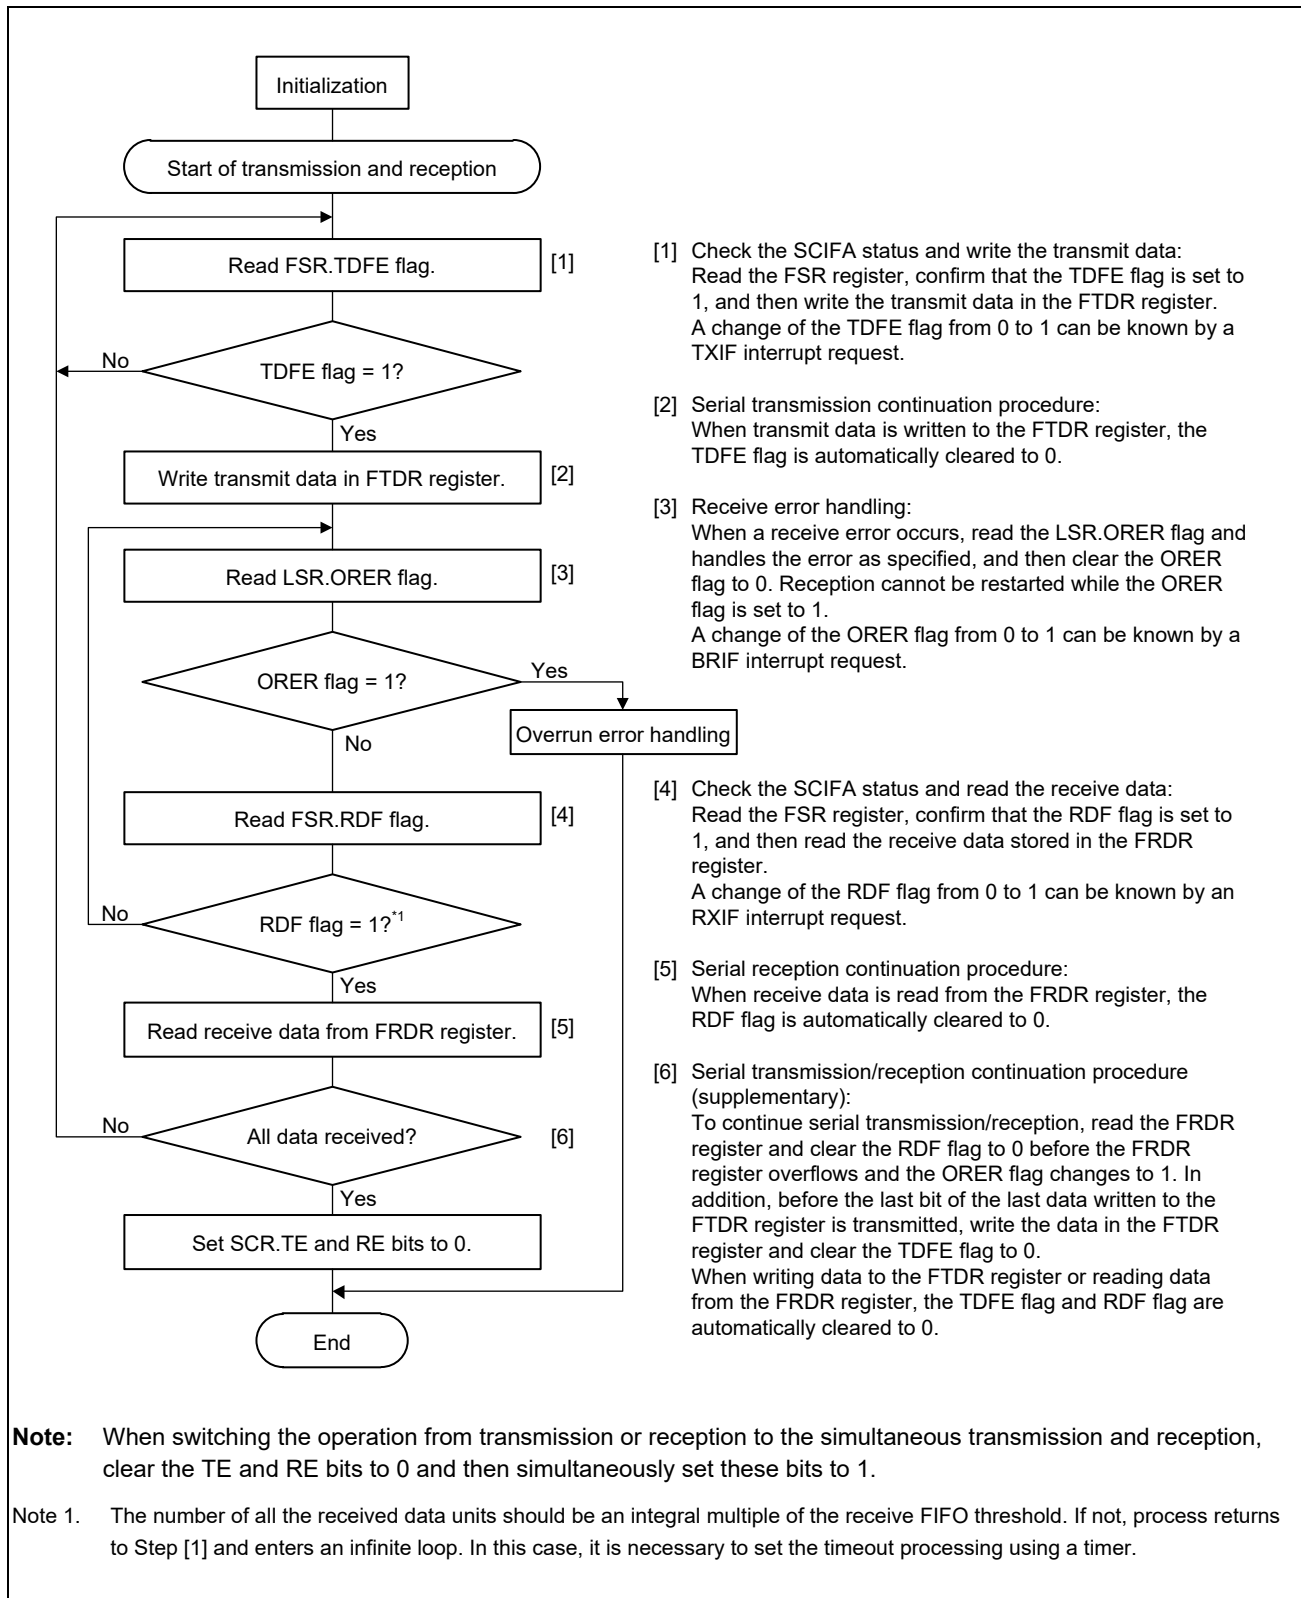 Initialization
Start of transmission and reception
Read FSR.TDFE flag.
[1]
No
TDFE flag = 1?
Yes
Write transmit data in FTDR register.
[2]
Read LSR.ORER flag.
[3]
ORER flag = 1?
Yes
Overrun error handling
No
Read FSR.RDF flag.
[4]
No
RDF flag = 1?*1
Yes
Read receive data from FRDR register.
[5]
No
All data received?
[6]
Yes
Set SCR.TE and RE bits to 0.
End
[1] Check the SCIFA status and write the transmit data:
Read the FSR register, confirm that the TDFE flag is set to
1, and then write the transmit data in the FTDR register.
A change of the TDFE flag from 0 to 1 can be known by a
TXIF interrupt request.
[2] Serial transmission continuation procedure:
When transmit data is written to the FTDR register, the
TDFE flag is automatically cleared to 0.
[3] Receive error handling:
When a receive error occurs, read the LSR.ORER flag and
handles the error as specified, and then clear the ORER
flag to 0. Reception cannot be restarted while the ORER
flag is set to 1.
A change of the ORER flag from 0 to 1 can be known by a
BRIF interrupt request.
[4] Check the SCIFA status and read the receive data:
Read the FSR register, confirm that the RDF flag is set to
1, and then read the receive data stored in the FRDR
register.
A change of the RDF flag from 0 to 1 can be known by an
RXIF interrupt request.
[5] Serial reception continuation procedure:
When receive data is read from the FRDR register, the
RDF flag is automatically cleared to 0.
[6] Serial transmission/reception continuation procedure
(supplementary):
To continue serial transmission/reception, read the FRDR
register and clear the RDF flag to 0 before the FRDR
register overflows and the ORER flag changes to 1. In
addition, before the last bit of the last data written to the
FTDR register is transmitted, write the data in the FTDR
register and clear the TDFE flag to 0.
When writing data to the FTDR register or reading data
from the FRDR register, the TDFE flag and RDF flag are
automatically cleared to 0.
Note: When switching the operation from transmission or reception to the simultaneous transmission and reception,
clear the TE and RE bits to 0 and then simultaneously set these bits to 1.
Note 1. The number of all the received data units should be an integral multiple of the receive FIFO threshold. If not, process returns
to Step [1] and enters an infinite loop. In this case, it is necessary to set the timeout processing using a timer.